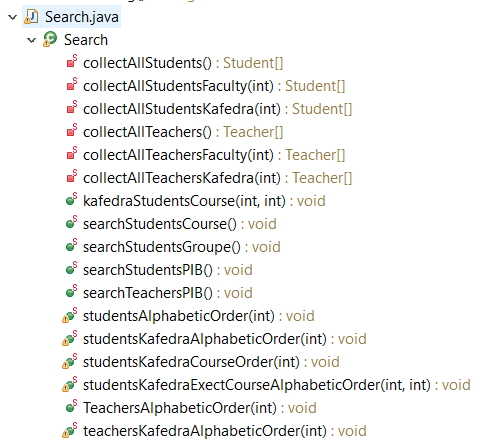 Search.java
Search
collectAllStudents() : Student[]
collectAllStudentsFaculty(int) : Student[]
collectAllStudentsKafedra(int) : Student[]
collectAllTeachers() : Teacher[]
collectAllTeachersFaculty(int) : Teacher[]
collectAllTeachersKafedra(int) : Teacher[]
kafedraStudentsCourse(int, int) : void
searchStudentsCourse() : void
searchStudentsGroupe() : void
searchStudentsPIB() : void
searchTeachersPIB() : void
studentsAlphabeticOrder(int) : void
studentsKafedraAlphabeticOrder(int) : void
studentsKafedraCourseOrder(int) : void
studentsKafedraExectCourseAlphabeticOrder(int, int) : void
TeachersAlphabeticOrder(int) : void
teachersKafedraAlphabeticOrder(int) : void